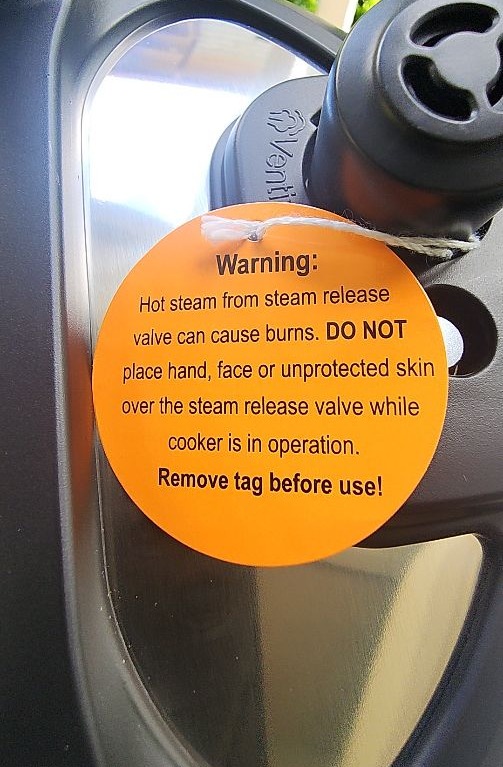 Venti
Warning:
Hot steam from steam release
valve can cause burns. DO NOT
place hand, face or unprotected skin
over the steam release valve while
cooker is in operation.
Remove tag before use!